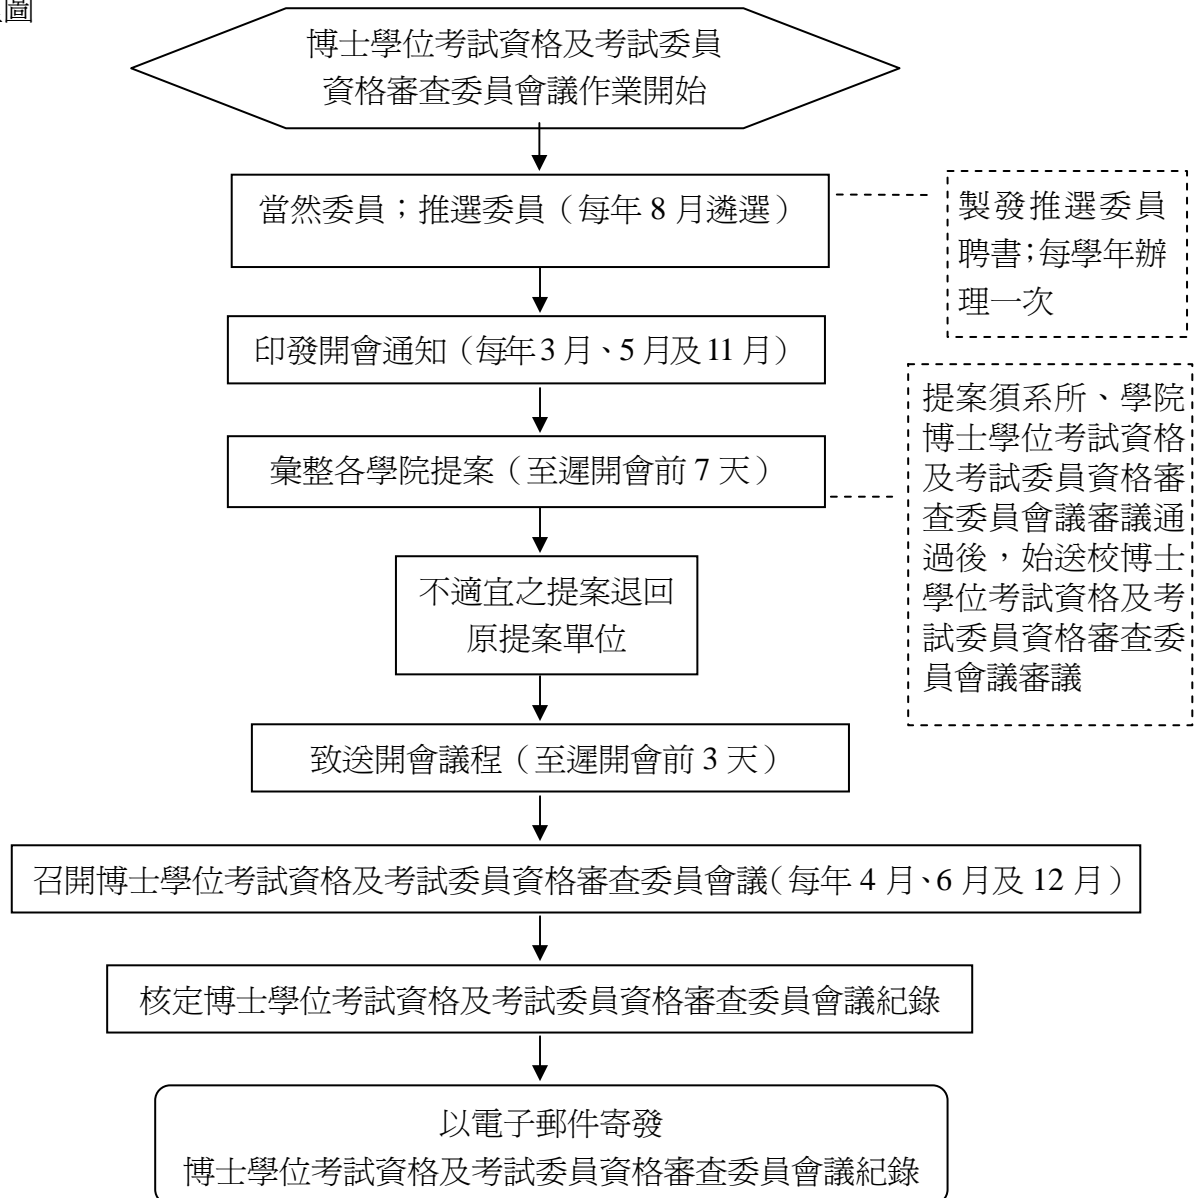 圖
博士學位考試資格及考試委員
資格審查委員會議作業開始
當然委員；推選委員（每年 8 月遴選）
製發推選委員
聘書；每學年辦
理一次
印發開會通知（每年 3 月、5 月及 11 月）
彙整各學院提案（至遲開會前 7 天）
提案須系所、學院
博士學位考試資格
及考試委員資格審
查委員會議審議通
過後，始送校博士
學位考試資格及考
試委員資格審查委
員會議審議
不適宜之提案退回
原提案單位
致送開會議程（至遲開會前 3 天）
召開博士學位考試資格及考試委員資格審查委員會議（每年 4 月、6 月及 12 月）
核定博士學位考試資格及考試委員資格審查委員會議紀錄
以電子郵件寄發
博士學位考試資格及考試委員資格審查委員會議紀錄